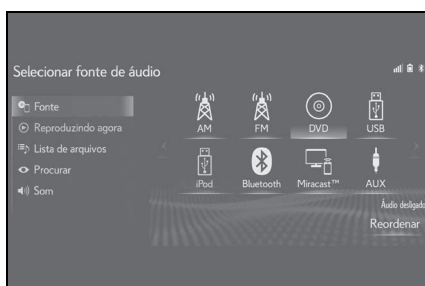 Selecionar fonte de áudio
Fonte
Reproduzindo agora
Lista de arquivos
Procurar
Som
AM
FM
DVD
USB
iPod
Bluetooth
Miracast™
AUX
Áudio desligado
Reordenar